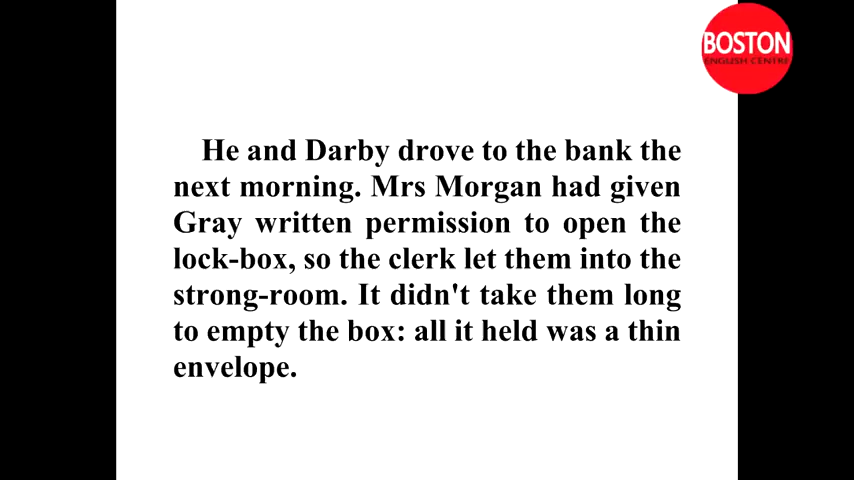 BOSTON
ENGLISH CENTRE
He and Darby drove to the bank the
next morning. Mrs Morgan had given
Gray written permission to open the
lock-box, so the clerk let them into the
strong-room. It didn't take them long
to empty the box: all it held was a thin
envelope.